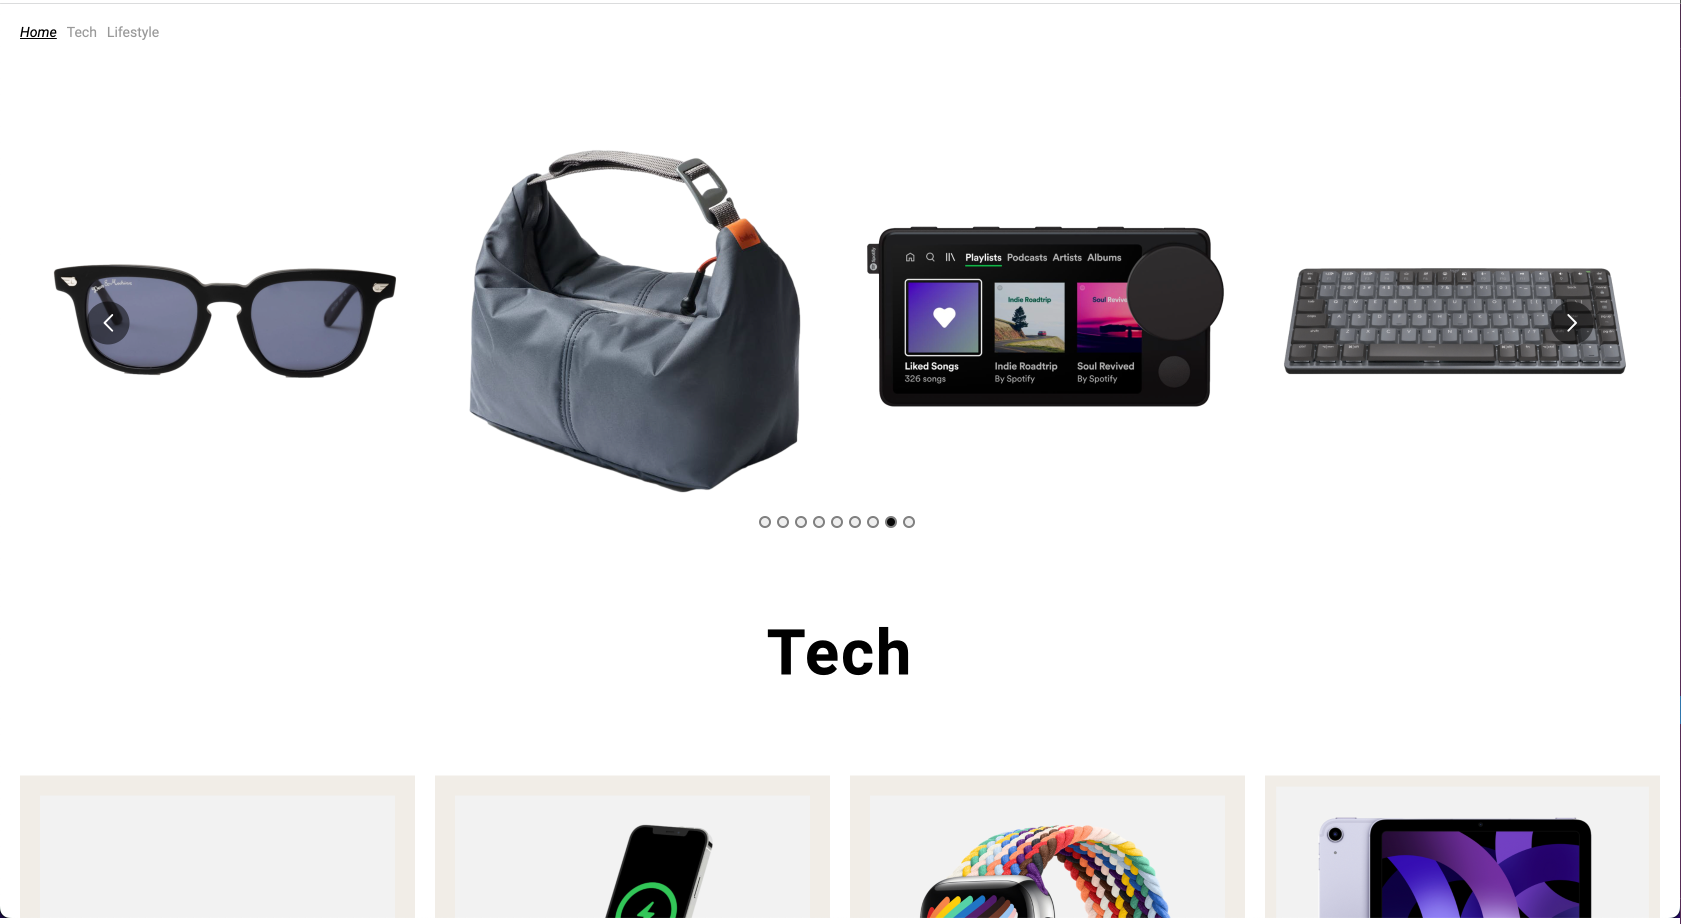 Home Tech Lifestyle
Playlists Podcasts Artists Albums
Indie Roadtrip
Soul Revived
Liked Songs
326 songs
Indie Roadtrip
By Spotify
Soul Revived
By Spotify
Spotify
Tech